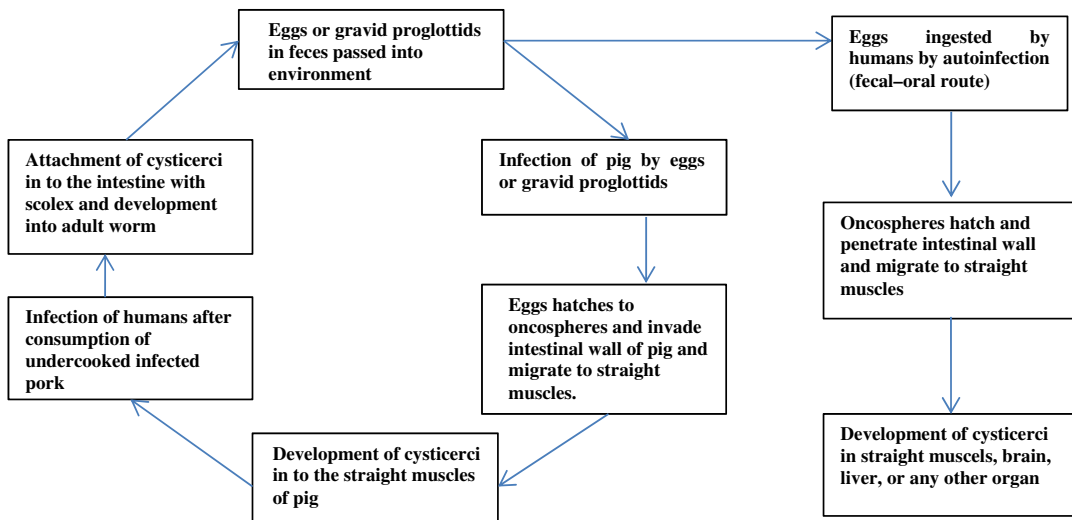 Eggs or gravid proglottids
in feces passed into
environment
Eggs ingested by
humans by autoinfection
(fecal–oral route)
Attachment of cysticerci
in to the intestine with
scolex and development
into adult worm
Infection of pig by eggs
or gravid proglottids
Oncospheres hatch and
penetrate intestinal wall
and migrate to straight
muscles
Infection of humans after
consumption of
undercooked infected
pork
Eggs hatches to
oncospheres and invade
intestinal wall of pig and
migrate to straight
muscles.
Development of cysticerci
in to the straight muscles
of pig
Development of cysticerci
in straight muscels, brain,
liver, or any other organ